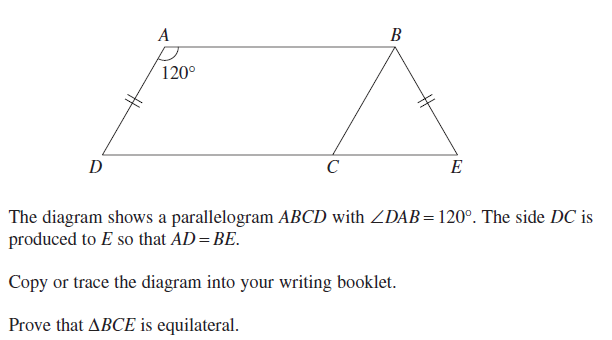 A B
120°
D C E
The diagram shows a parallelogram ABCD with ∠DAB = 120°. The side DC is
produced to E so that AD = BE.
Copy or trace the diagram into your writing booklet.
Prove that ΔBCE is equilateral.